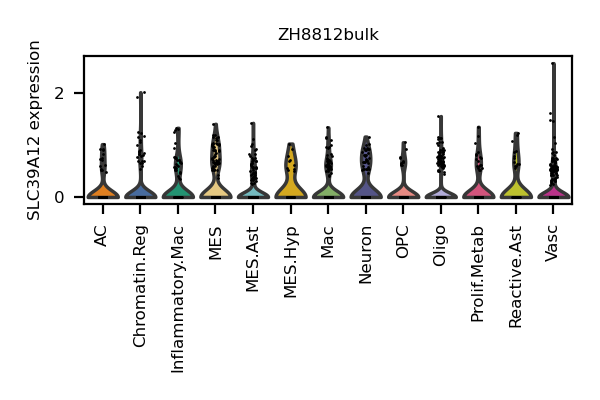 ZH8812bulk
SLC39A12 expression
2
0
AC
Chromatin.Reg
Inflammatory.Mac
MES
MES.Ast
MES.Hyp
Mac
Neuron
OPC
Oligo
Prolif.Metab
Reactive.Ast
Vasc